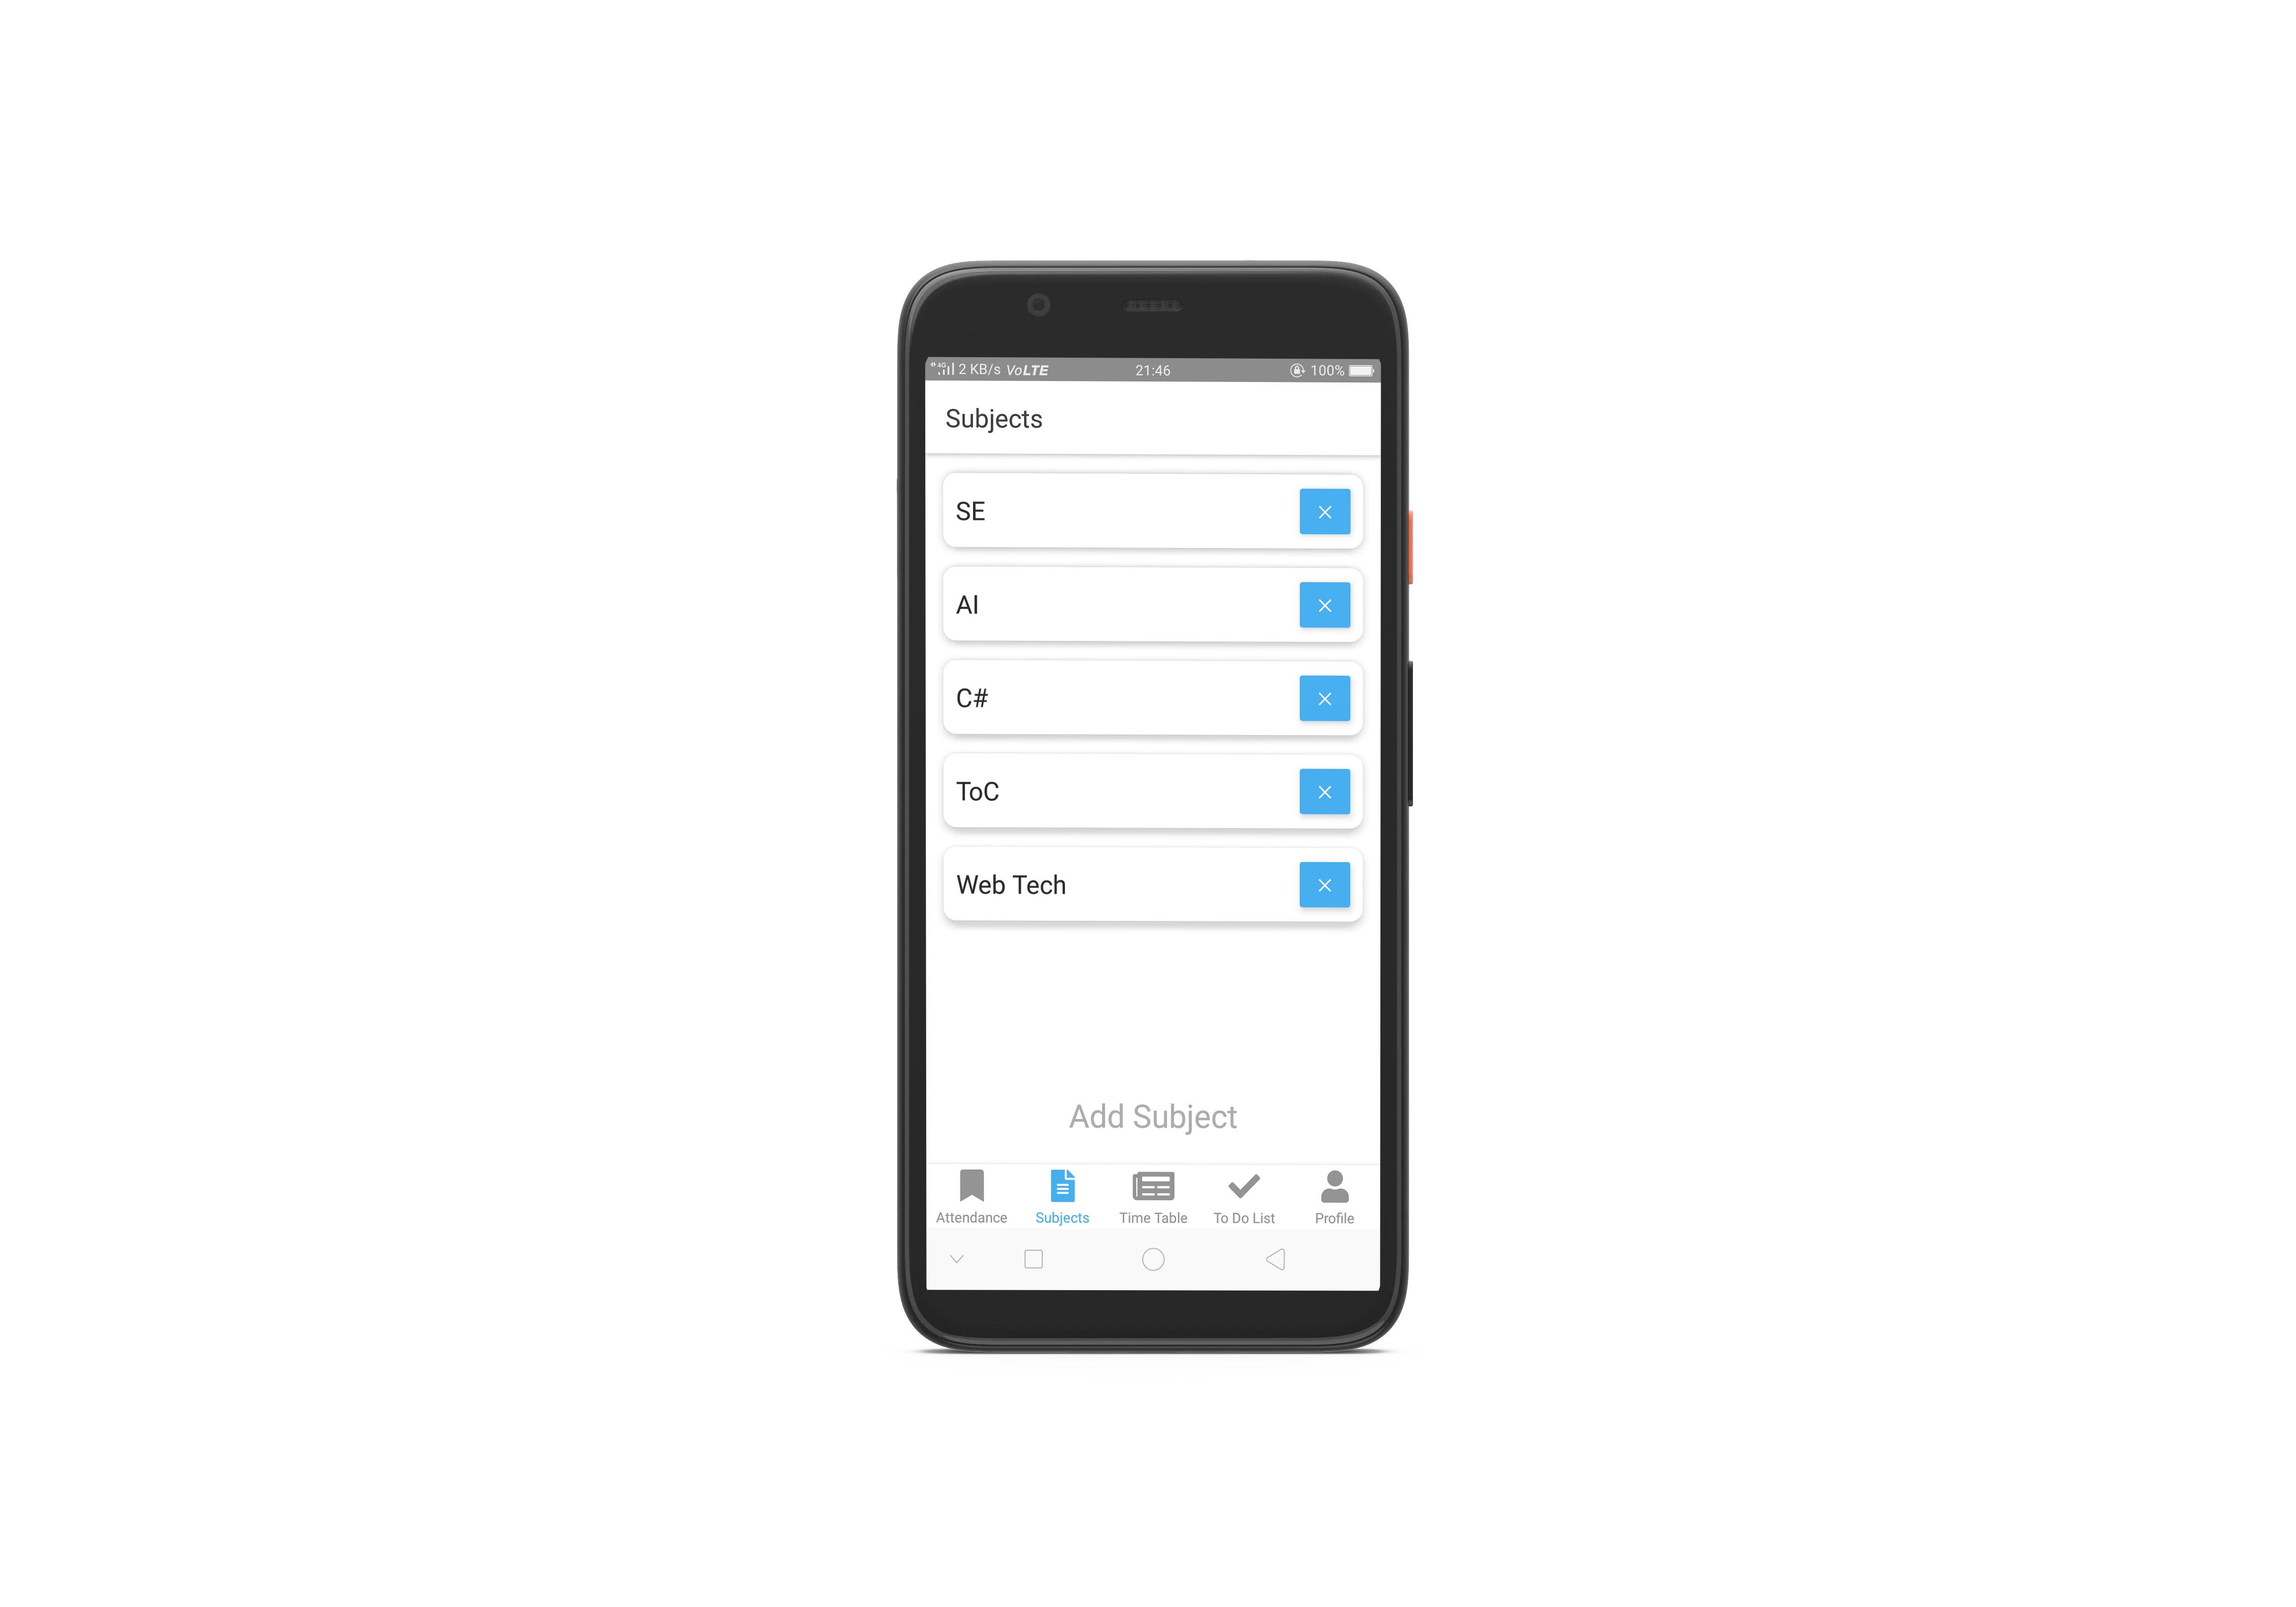 4G 2 KB/s VoLTE 21:46 100%
Subjects
SE
AI
C#
ToC
Web Tech
Add Subject
Attendance Subjects Time Table To Do List Profile